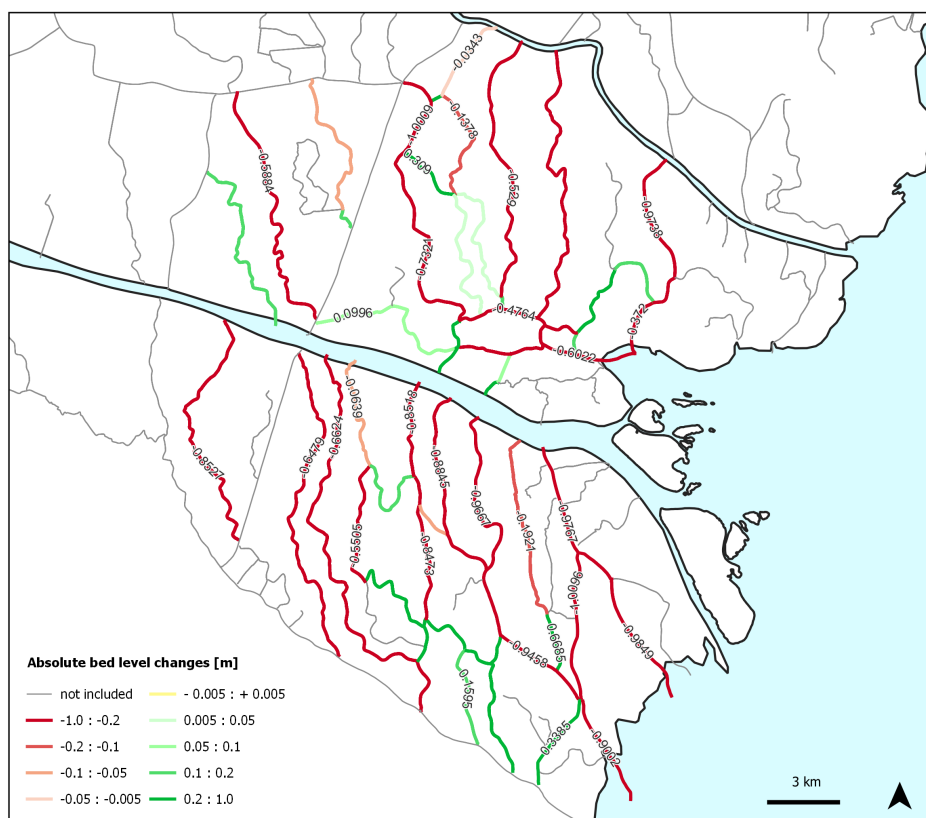 -0.0343
-0.1378
-1.0009
0.309
-0.5884
-0.529
-0.9738
-0.7321
0.0996
-0.4764
-0.372
-0.6022
-0.0639
-0.8518
-0.6624
-0.6479
-0.8527
-0.8845
-0.9667
-0.1921
-0.9767
-0.5505
-0.8473
-1.0096
-0.9849
0.6685
-0.9458
0.1595
0.3385
-0.9002
Absolute bed level changes [m]
not included
- 0.005 : + 0.005
-1.0 : -0.2
0.005 : 0.05
-0.2 : -0.1
0.05 : 0.1
-0.1 : -0.05
0.1 : 0.2
-0.05 : -0.005
0.2 : 1.0
3 km